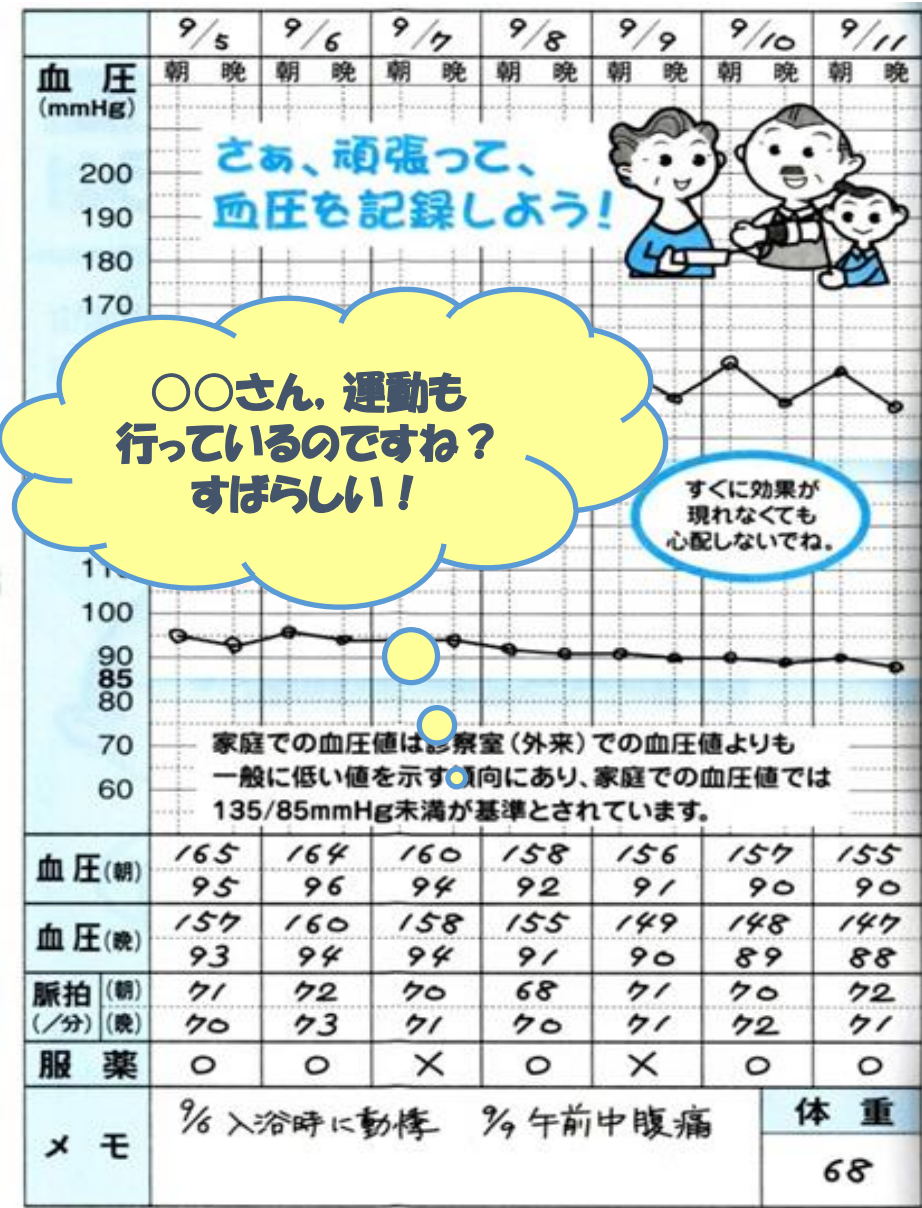 9/5 9/6 9/7 9/8 9/9 9/10 9/11
血圧 朝 晩 朝 晩 朝 晩 朝 晩 朝 晩 朝 晩 朝 晩
(mmHg)
さぁ、頑張って、
血圧を記録しよう!
200
190
180
170
○○さん,運動も
行っているのですね?
すばらしい!
すぐに効果が
現れなくても
心配しないでね。
100
90
85
80
70
60
家庭での血圧値は診察室(外来)での血圧値よりも
一般に低い値を示す傾向にあり、家庭での血圧値では
135/85mmHg未満が基準とされています。
血圧(朝) 165 164 160 158 156 157 155
95 96 94 92 91 90 90
血圧(晩) 157 160 158 155 149 148 147
93 94 94 91 90 89 88
脈拍 (朝) 71 72 70 68 71 70 72
(/分) (晩) 70 73 71 70 71 72 71
服薬 ○ ○ × ○ × ○ ○
メモ 9/6 入浴時に動悸 9/9 午前中腹痛
体重
68